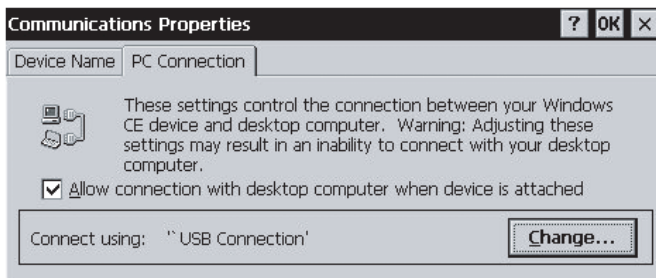 Communications Properties ? OK ×
Device Name PC Connection
These settings control the connection between your Windows
CE device and desktop computer. Warning: Adjusting these
settings may result in an inability to connect with your desktop
computer.
Allow connection with desktop computer when device is attached
Connect using: '`USB Connection' Change...